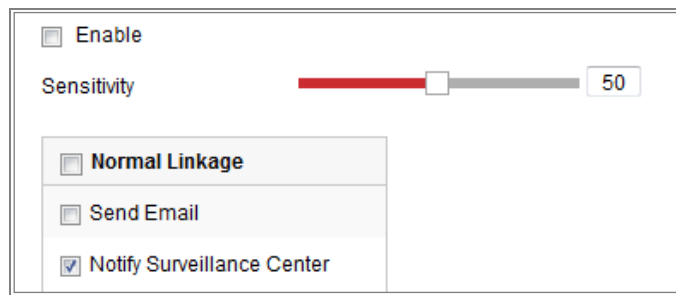 Enable
Sensitivity 50
Normal Linkage
Send Email
Notify Surveillance Center